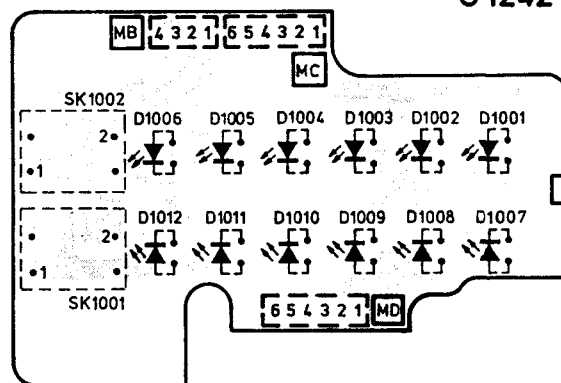 MB 4 3 2 1 6 5 4 3 2 1
MC
SK1002
D1006 D1005 D1004 D1003 D1002 D1001
2
1
D1012 D1011 D1010 D1009 D1008 D1007
2
1
SK1001
6 5 4 3 2 1 MD